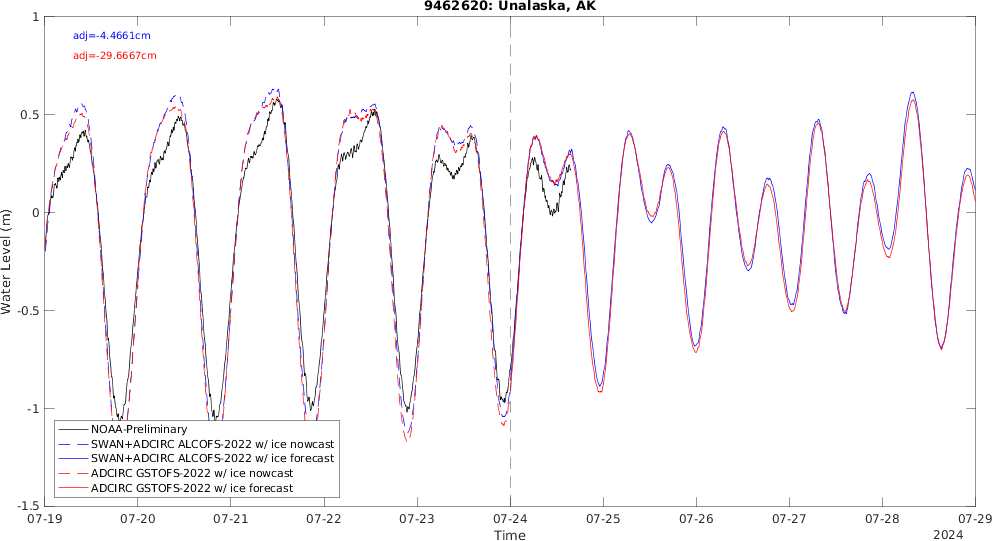 9462620: Unalaska, AK
adj=-4.4661cm
adj=-29.6667cm
1
0.5
0
-0.5
-1
-1.5
Water Level (m)
NOAA-Preliminary
SWAN+ADCIRC ALCOFS-2022 w/ ice nowcast
SWAN+ADCIRC ALCOFS-2022 w/ ice forecast
ADCIRC GSTOFS-2022 w/ ice nowcast
ADCIRC GSTOFS-2022 w/ ice forecast
07-19 07-20 07-21 07-22 07-23 07-24 07-25 07-26 07-27 07-28 07-29
Time
2024